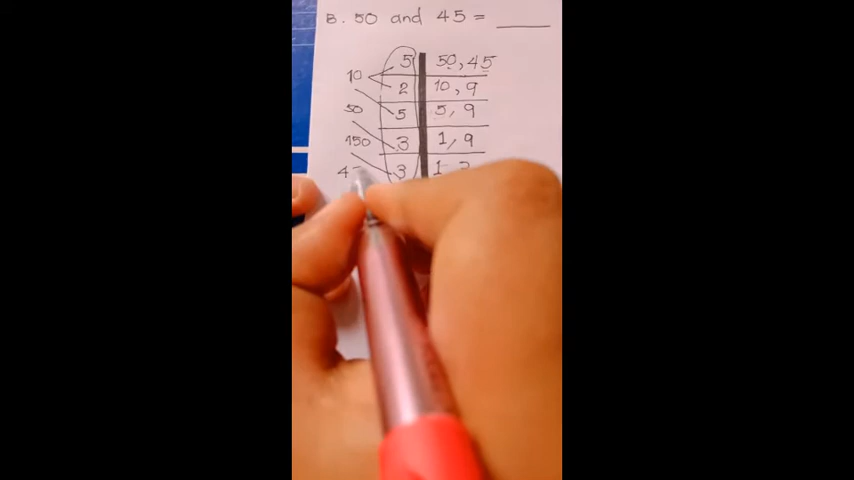 B. 50 and 45 = ____
5 50, 45
10
2 10, 9
50 5 5, 9
150 3 1, 9
3 1